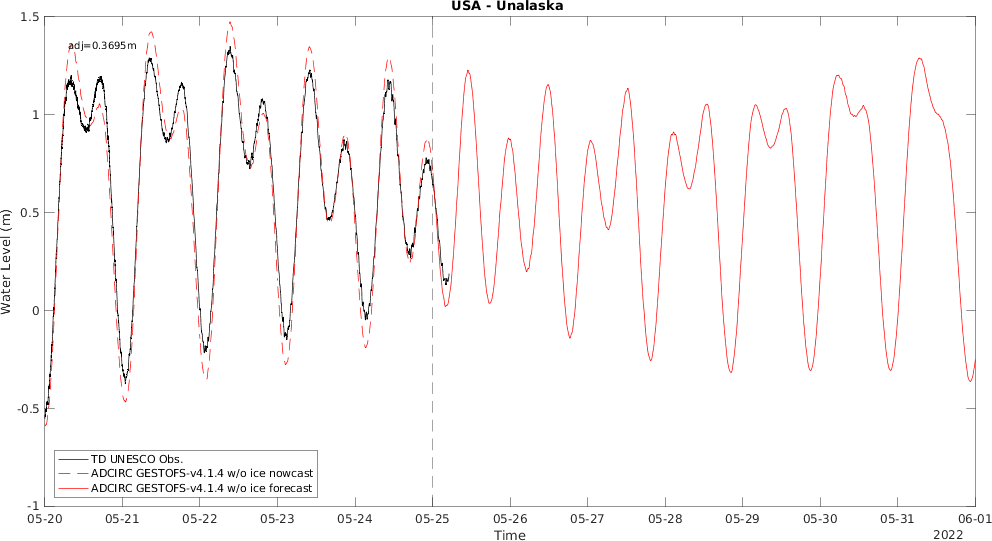 USA - Unalaska
adj=0.3695m
Water Level (m)
1.5
1
0.5
0
-0.5
-1
TD UNESCO Obs.
ADCIRC GESTOFS-v4.1.4 w/o ice nowcast
ADCIRC GESTOFS-v4.1.4 w/o ice forecast
05-20 05-21 05-22 05-23 05-24 05-25 05-26 05-27 05-28 05-29 05-30 05-31 06-01
Time
2022